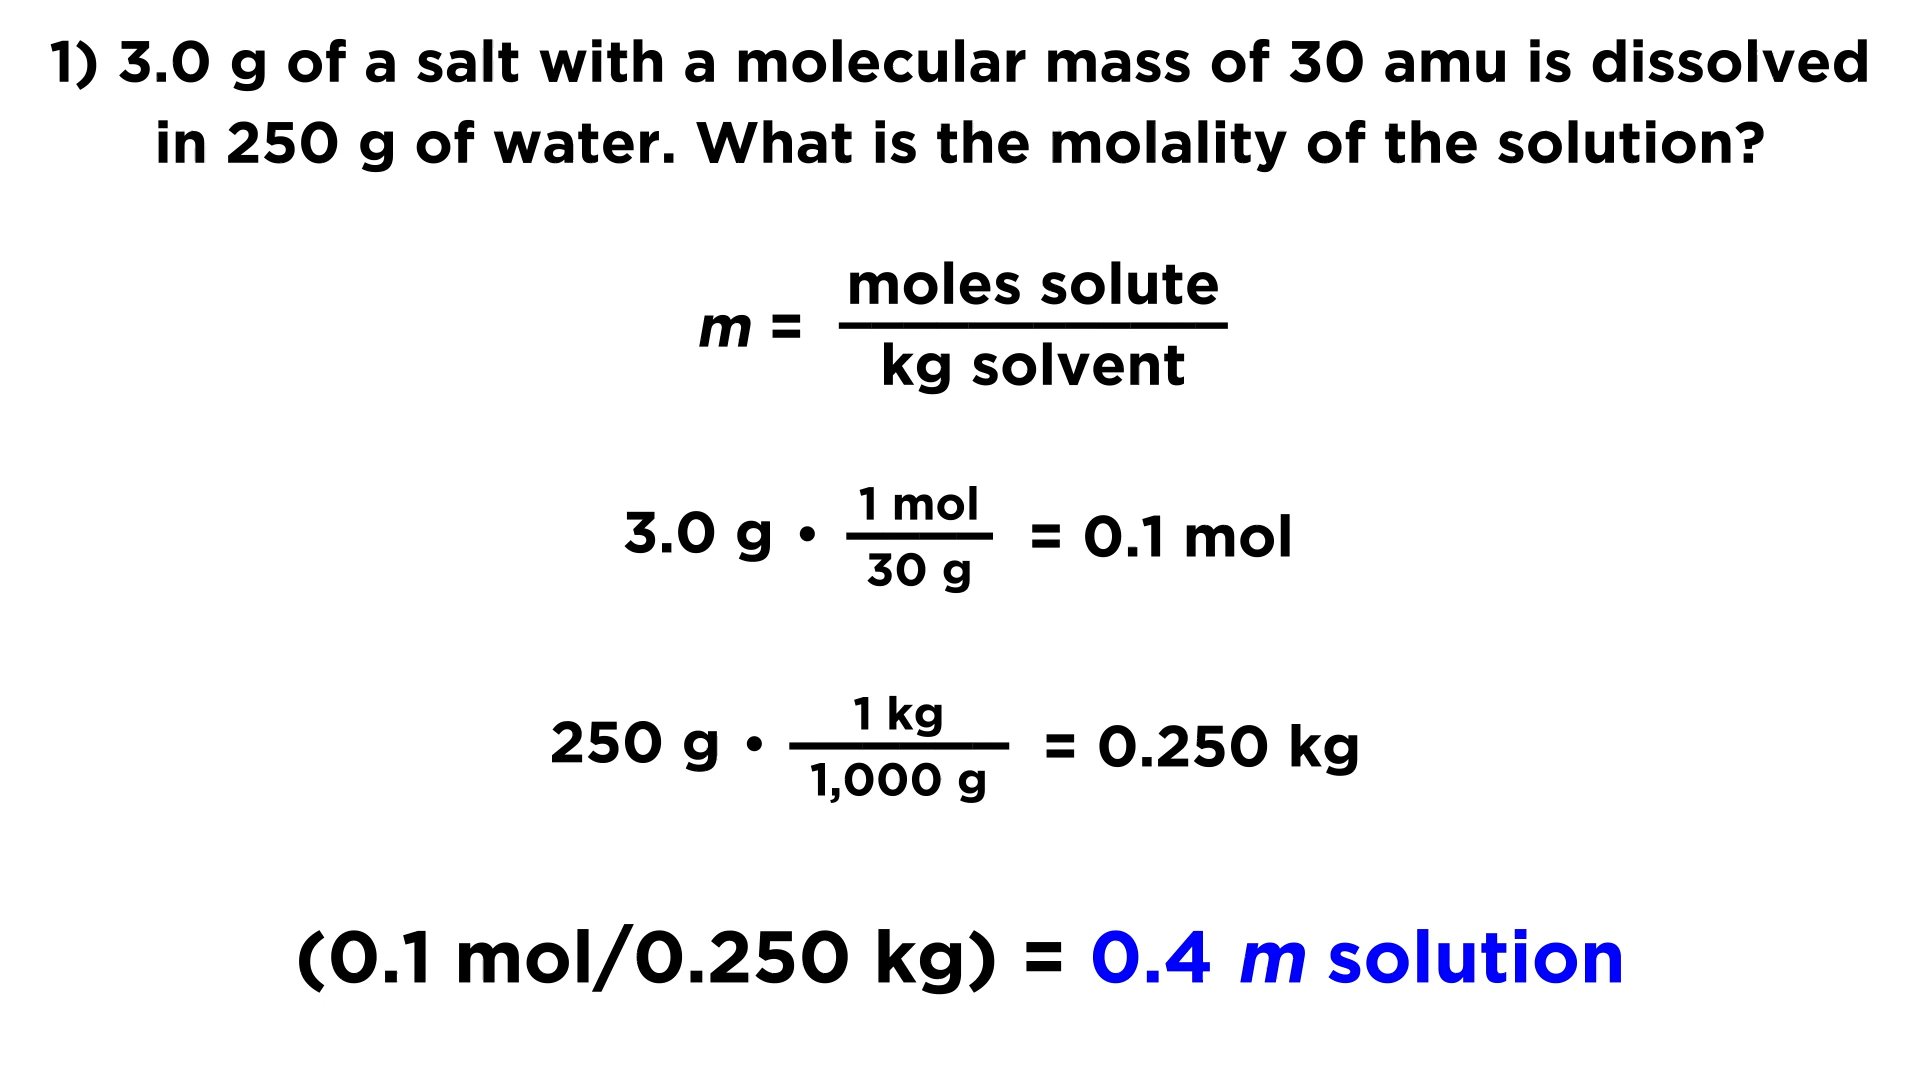 1) 3.0 g of a salt with a molecular mass of 30 amu is dissolved
in 250 g of water. What is the molality of the solution?
m = moles solute / kg solvent
3.0 g • 1 mol / 30 g = 0.1 mol
250 g • 1 kg / 1,000 g = 0.250 kg
(0.1 mol/0.250 kg) = 0.4 m solution